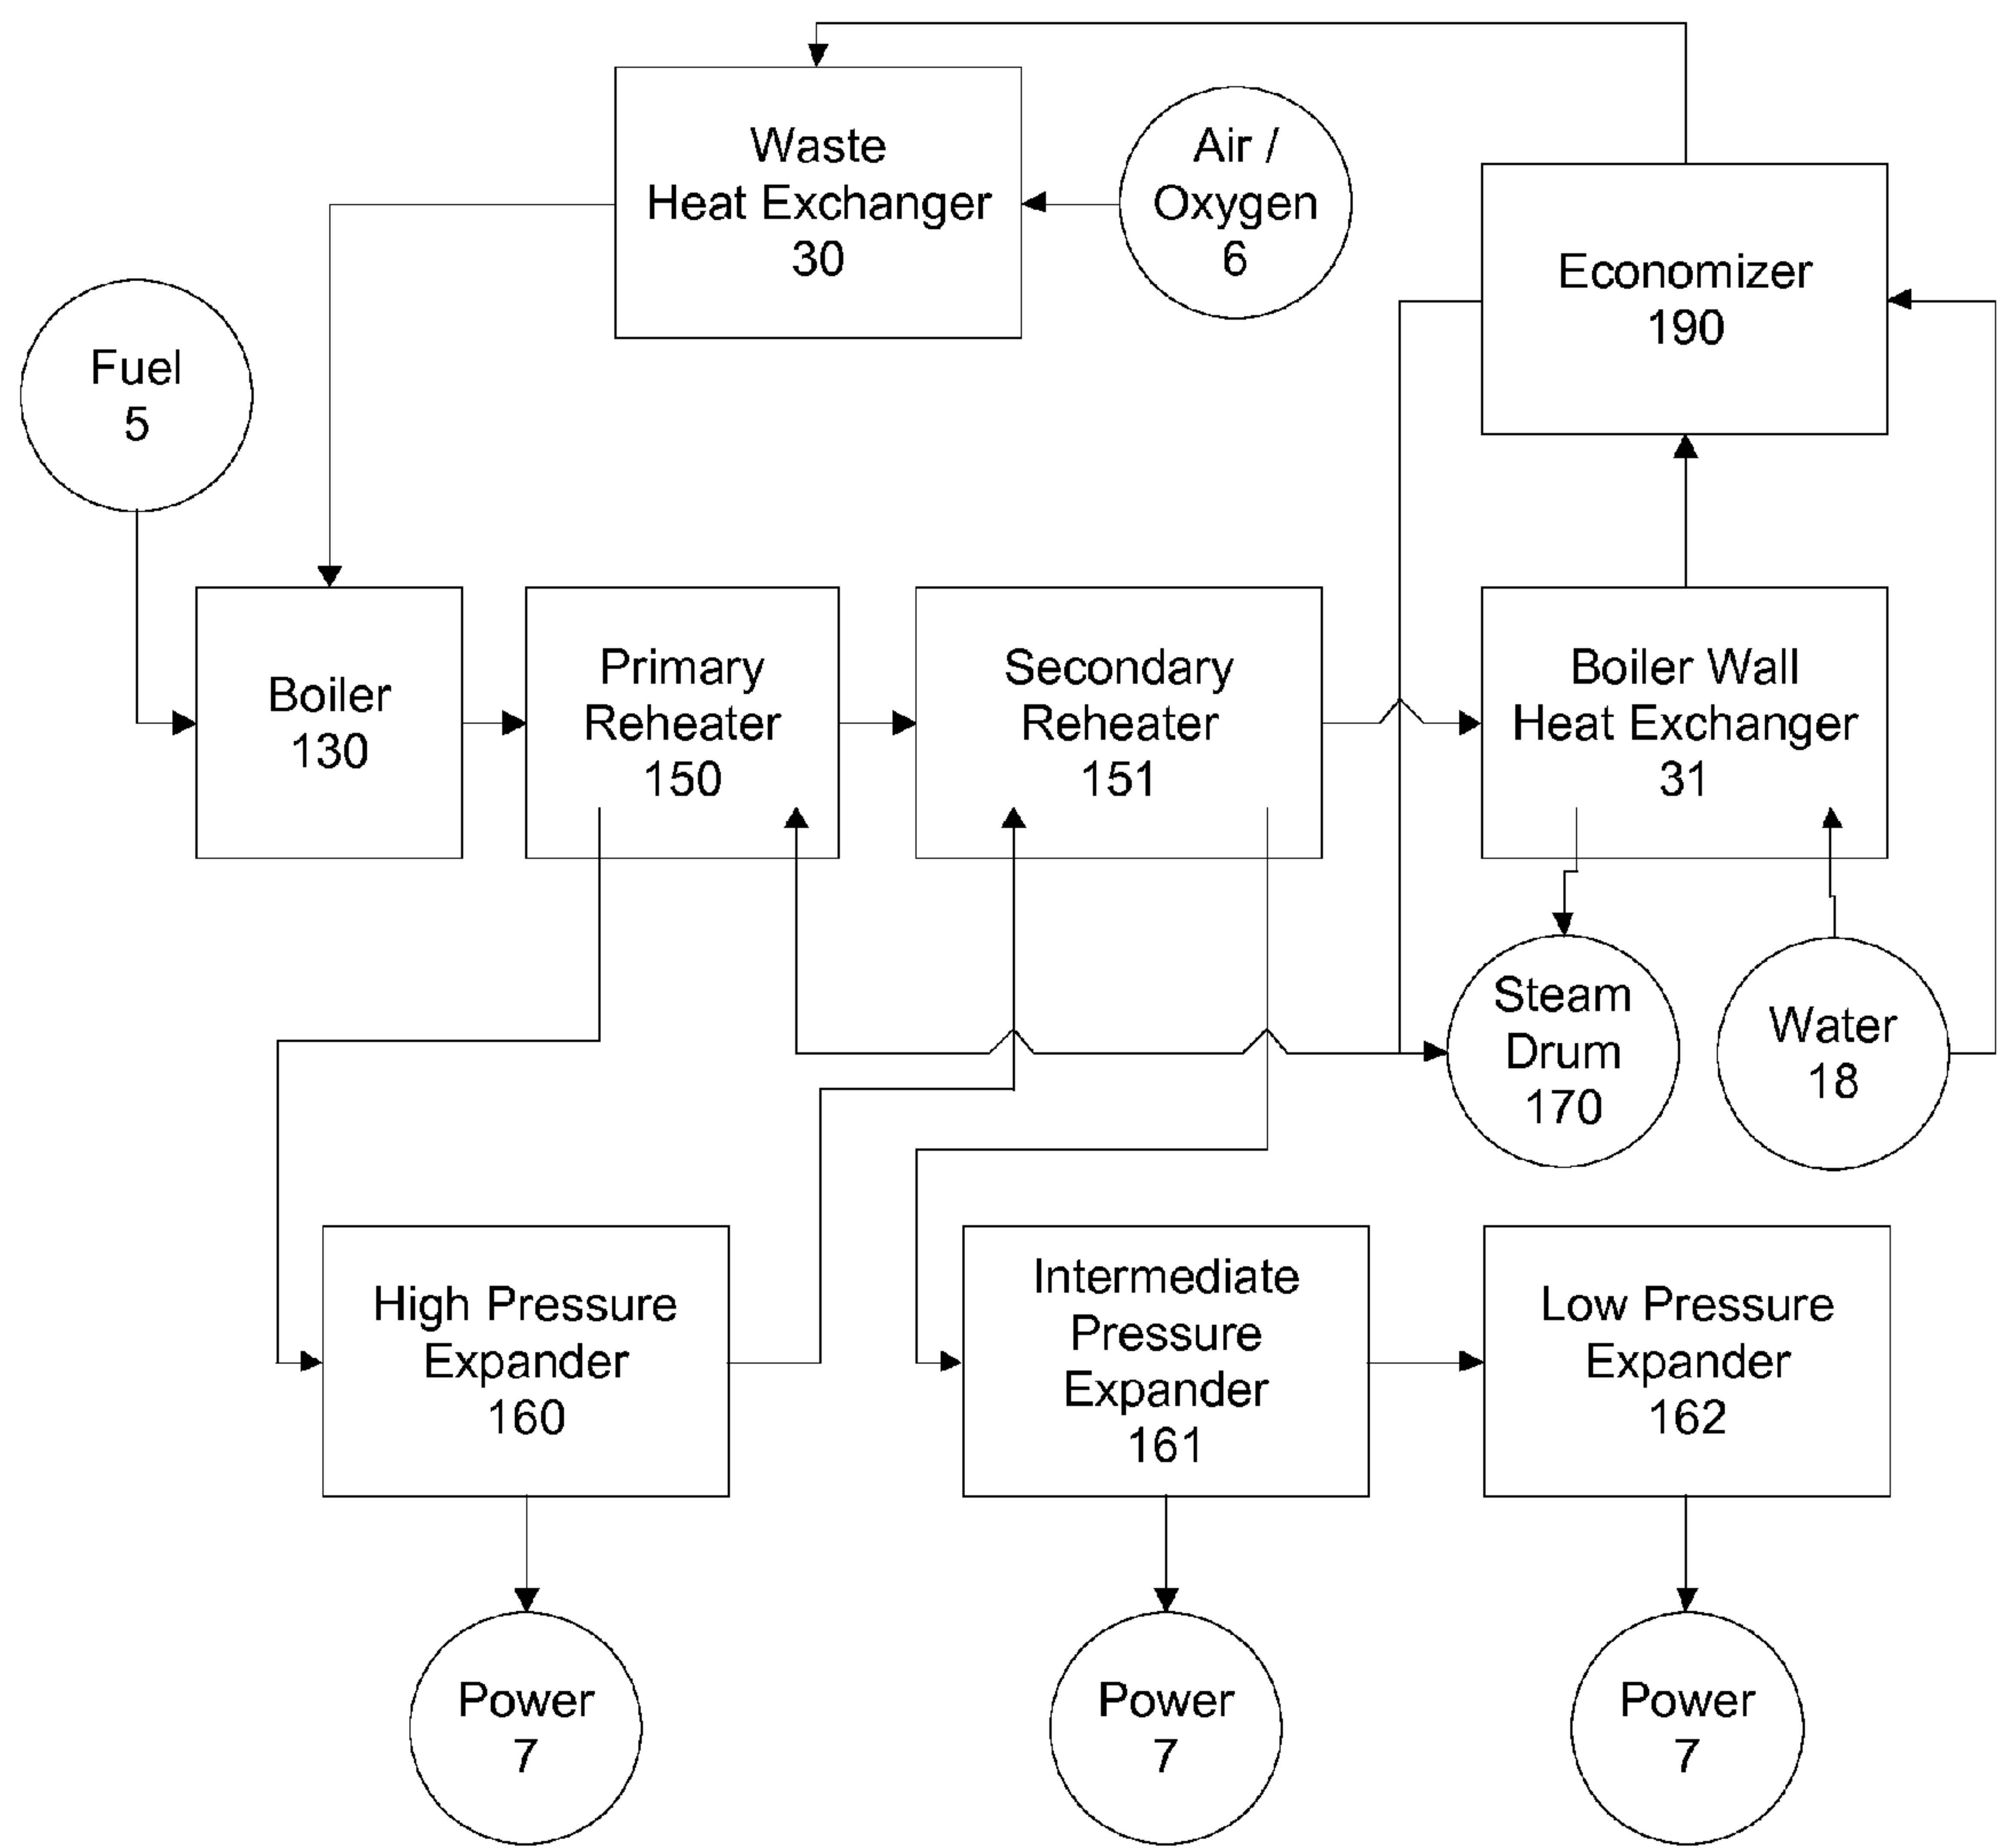 Waste
Heat Exchanger
30
Air /
Oxygen
6
Economizer
190
Fuel
5
Boiler
130
Primary
Reheater
150
Secondary
Reheater
151
Boiler Wall
Heat Exchanger
31
Steam
Drum
170
Water
18
High Pressure
Expander
160
Intermediate
Pressure
Expander
161
Low Pressure
Expander
162
Power
7
Power
7
Power
7